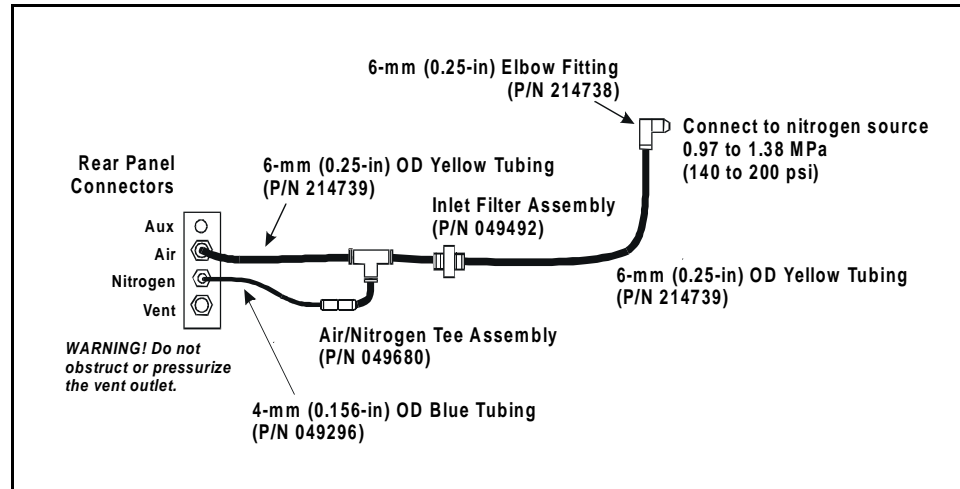 6-mm (0.25-in) Elbow Fitting
(P/N 214738)
Connect to nitrogen source
0.97 to 1.38 MPa
(140 to 200 psi)
Rear Panel
Connectors
6-mm (0.25-in) OD Yellow Tubing
(P/N 214739)
Inlet Filter Assembly
(P/N 049492)
Aux
Air
Nitrogen
Vent
6-mm (0.25-in) OD Yellow Tubing
(P/N 214739)
Air/Nitrogen Tee Assembly
(P/N 049680)
WARNING! Do not
obstruct or pressurize
the vent outlet.
4-mm (0.156-in) OD Blue Tubing
(P/N 049296)